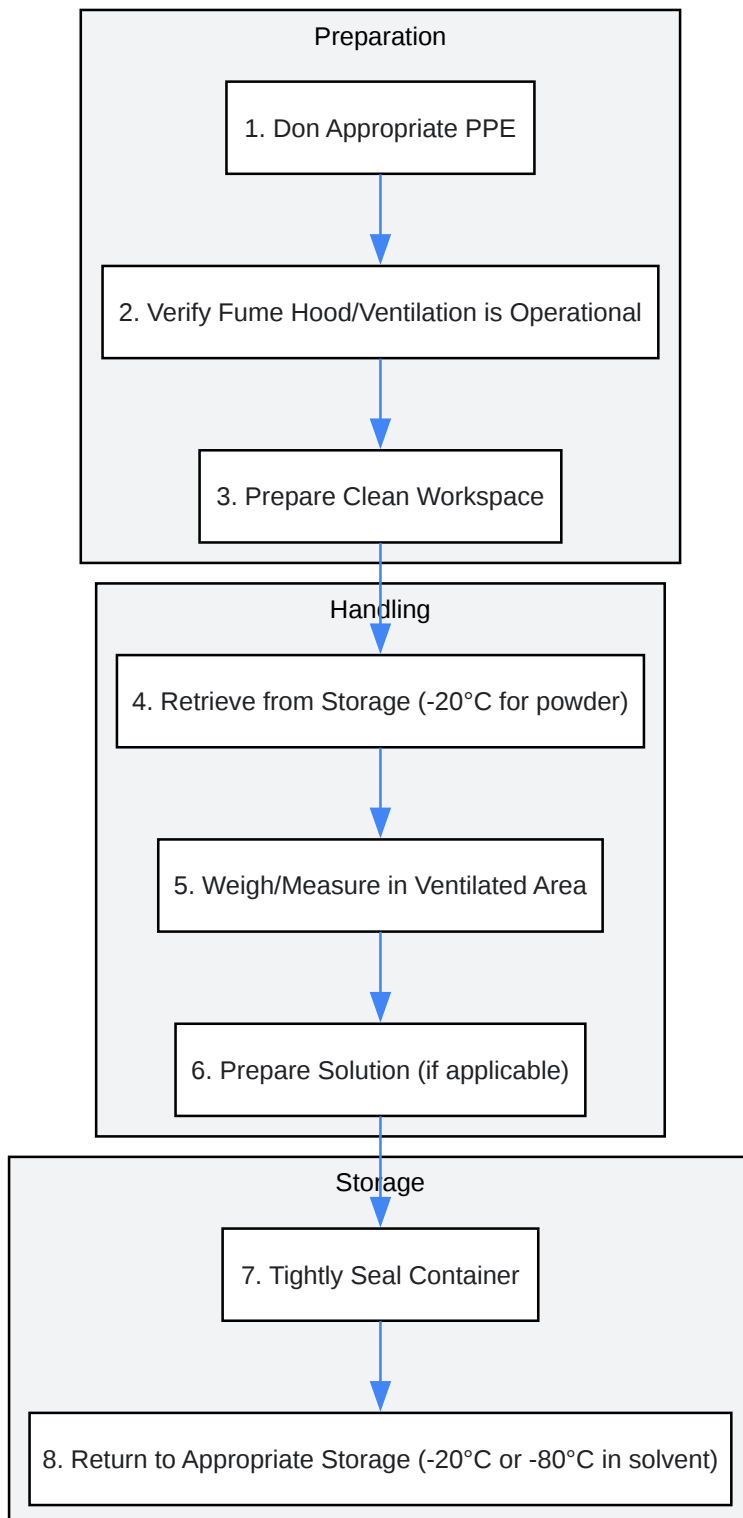 Preparation
1. Don Appropriate PPE
2. Verify Fume Hood/Ventilation is Operational
3. Prepare Clean Workspace
Handling
4. Retrieve from Storage (-20°C for powder)
5. Weigh/Measure in Ventilated Area
6. Prepare Solution (if applicable)
Storage
7. Tightly Seal Container
8. Return to Appropriate Storage (-20°C or -80°C in solvent)